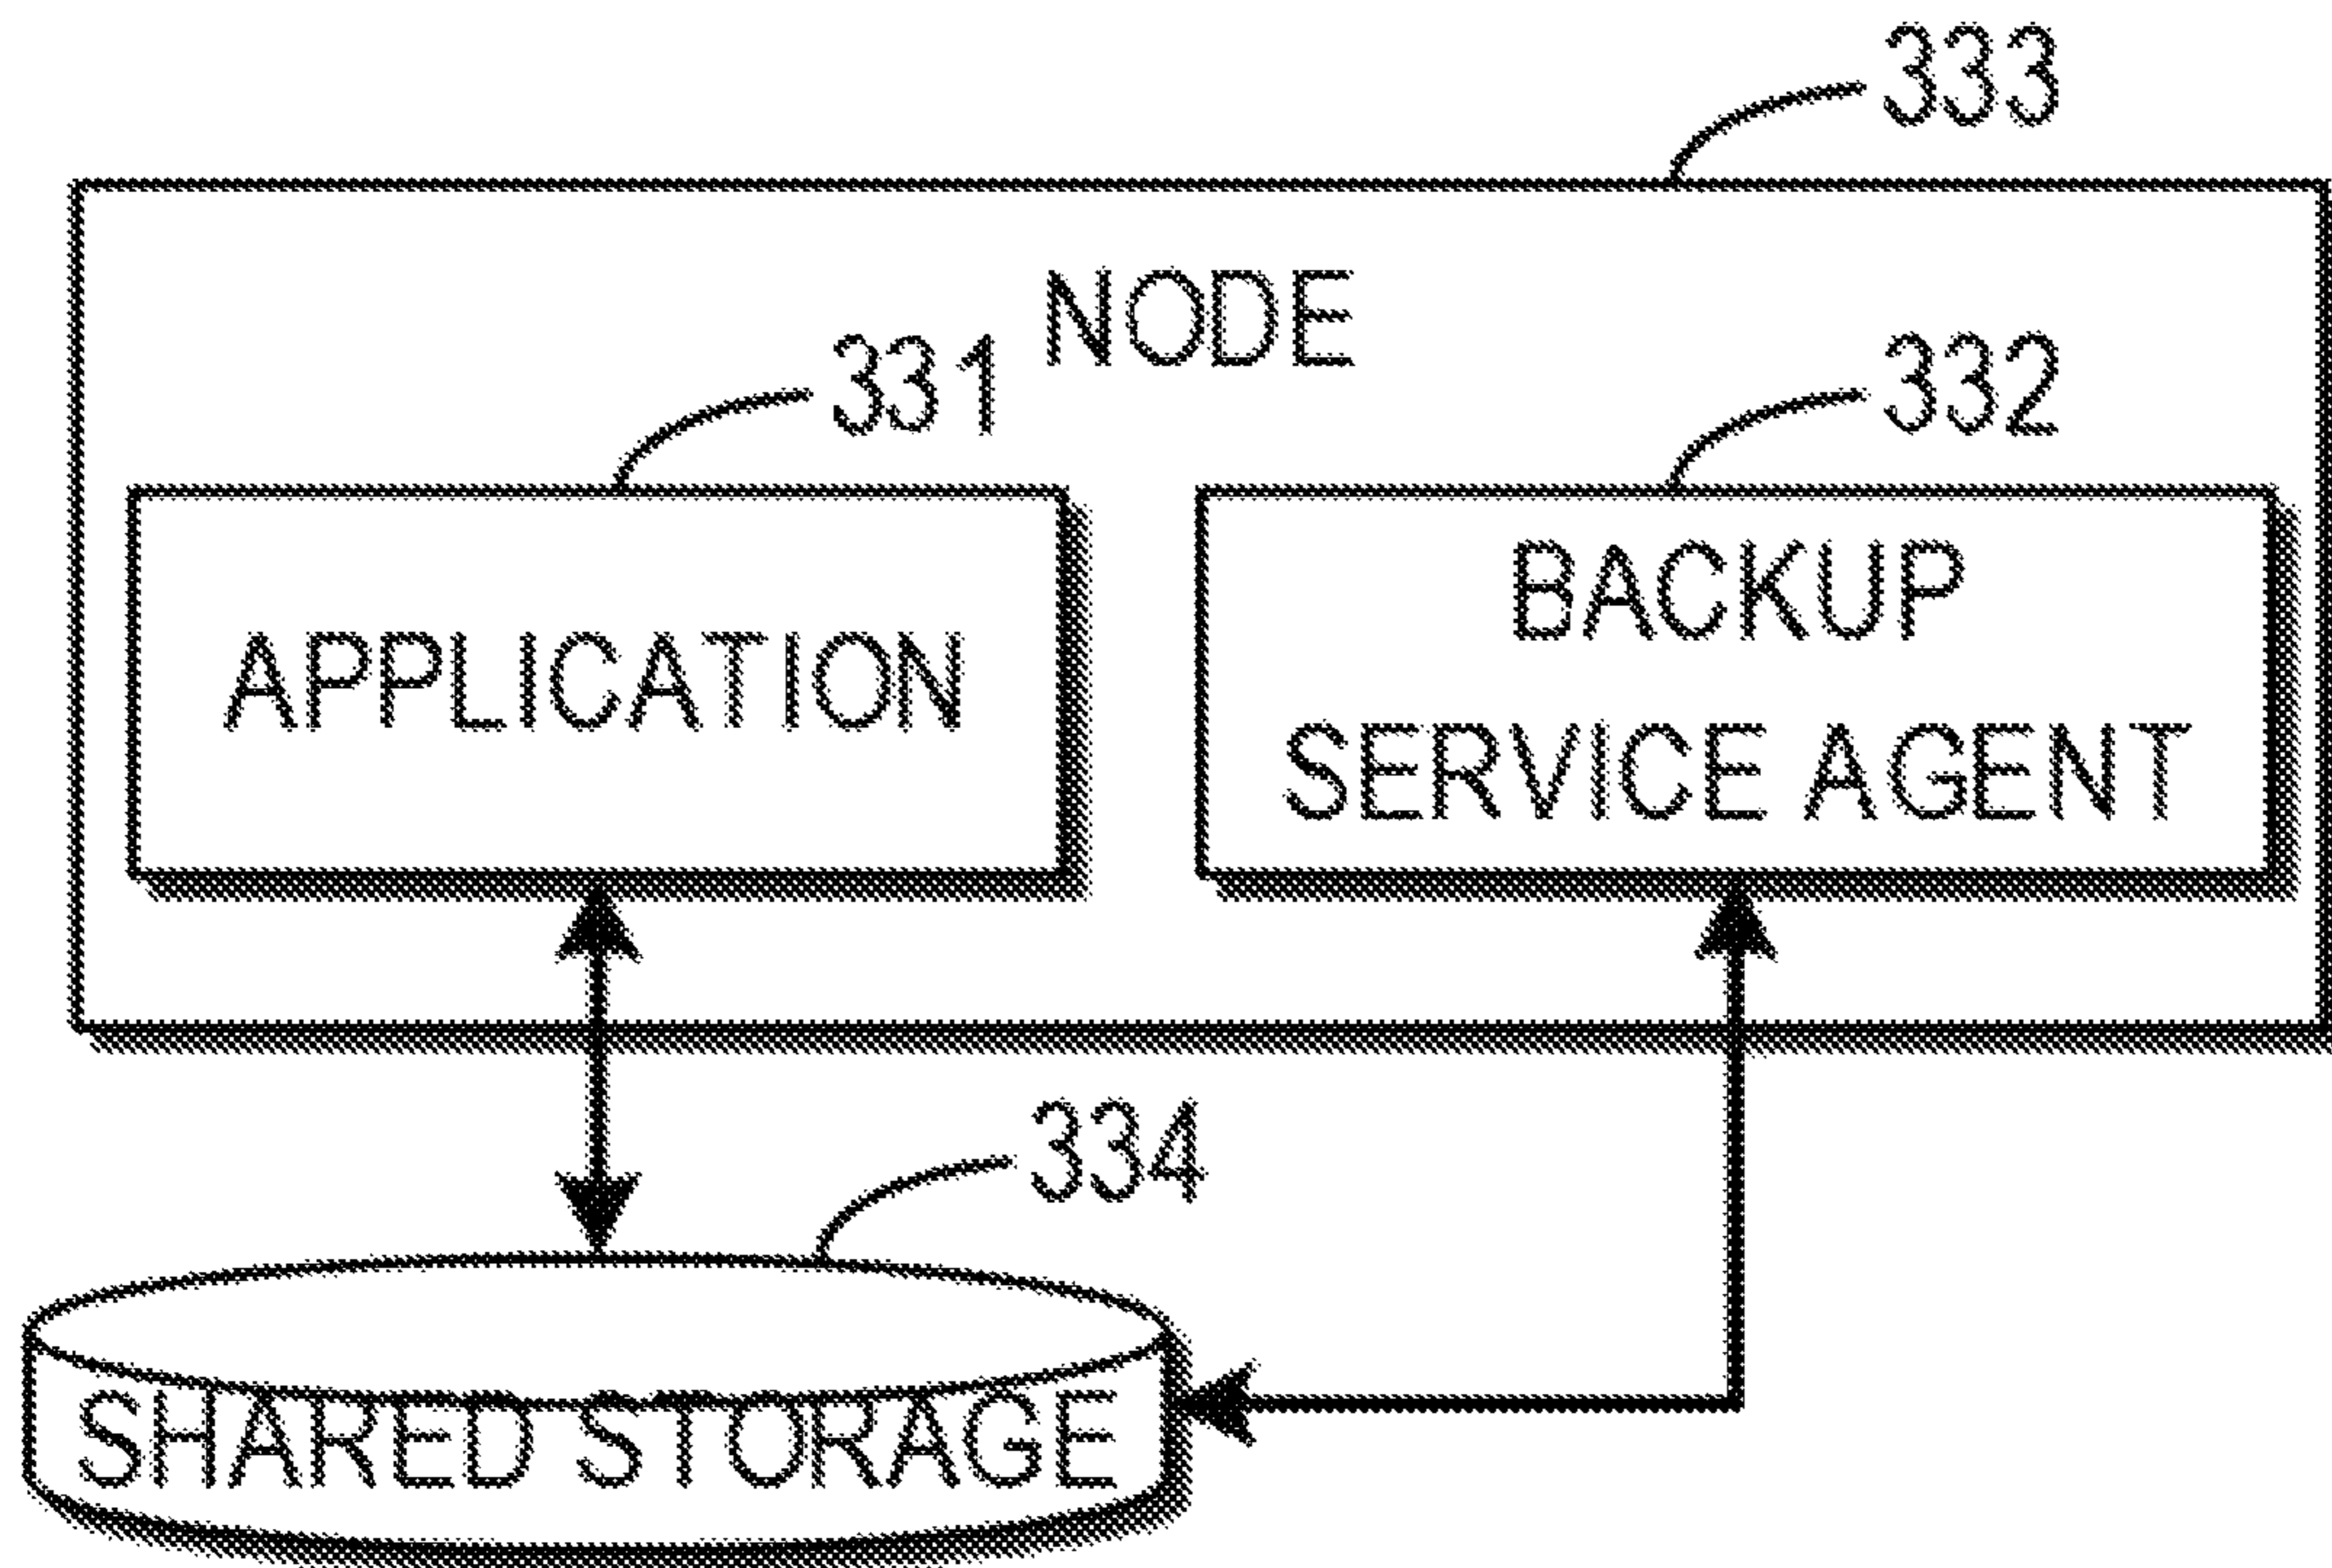 333
NODE
331
332
APPLICATION
BACKUP
SERVICE AGENT
334
SHARED STORAGE